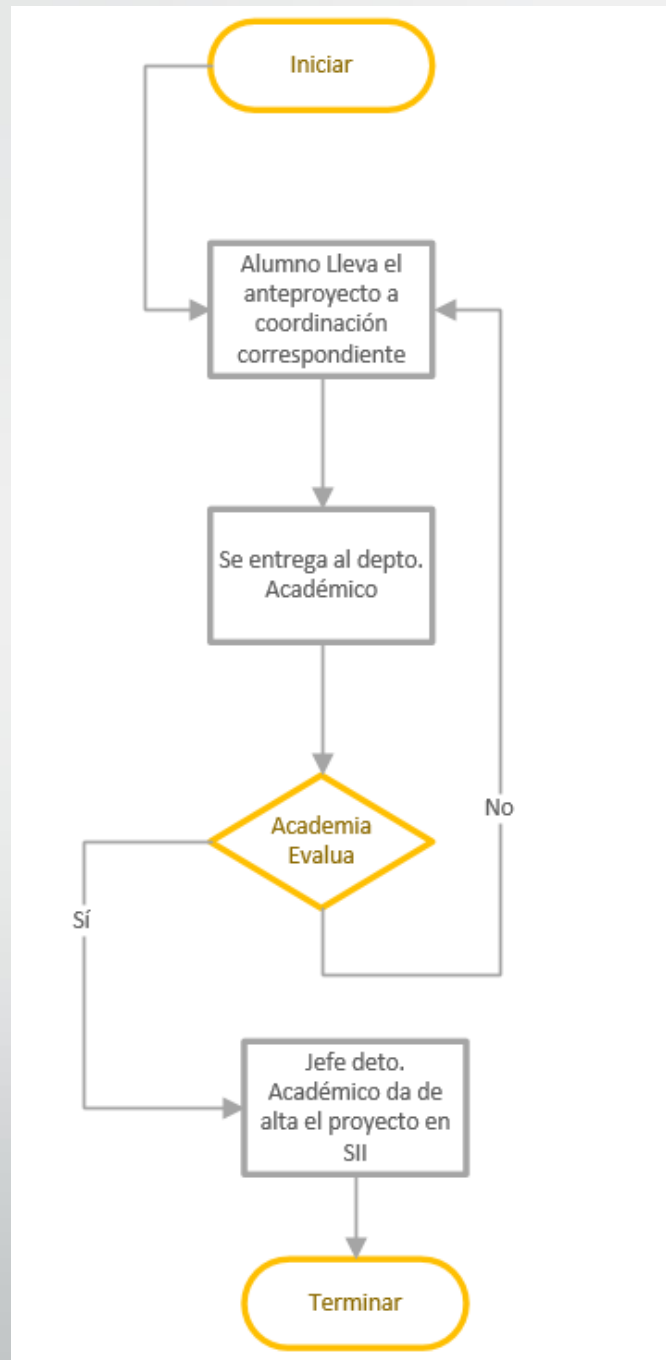 Iniciar
Alumno Lleva el
anteproyecto a
coordinación
correspondiente
Se entrega al depto.
Académico
Academia
Evalua
No
Sí
Jefe deto.
Académico da de
alta el proyecto en
SII
Terminar